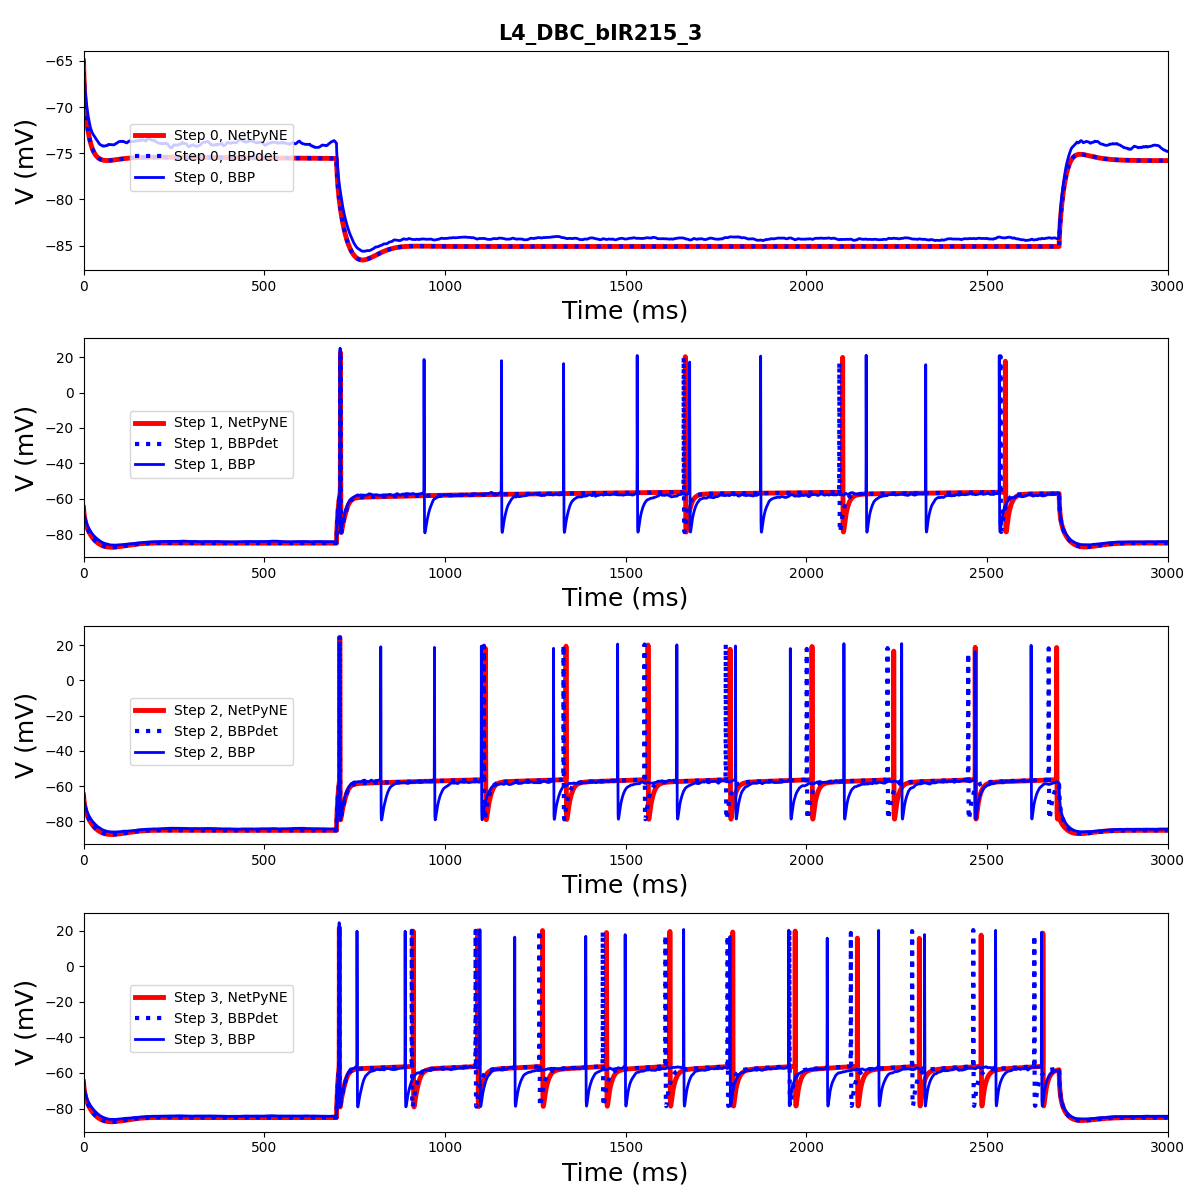 L4_DBC_bIR215_3
−65
−70
−75
−80
−85
V (mV)
Step 0, NetPyNE
Step 0, BBPdet
Step 0, BBP
0 500 1000 1500 2000 2500 3000
Time (ms)
20
0
−20
−40
−60
−80
V (mV)
Step 1, NetPyNE
Step 1, BBPdet
Step 1, BBP
0 500 1000 1500 2000 2500 3000
Time (ms)
20
0
−20
−40
−60
−80
V (mV)
Step 2, NetPyNE
Step 2, BBPdet
Step 2, BBP
0 500 1000 1500 2000 2500 3000
Time (ms)
20
0
−20
−40
−60
−80
V (mV)
Step 3, NetPyNE
Step 3, BBPdet
Step 3, BBP
0 500 1000 1500 2000 2500 3000
Time (ms)